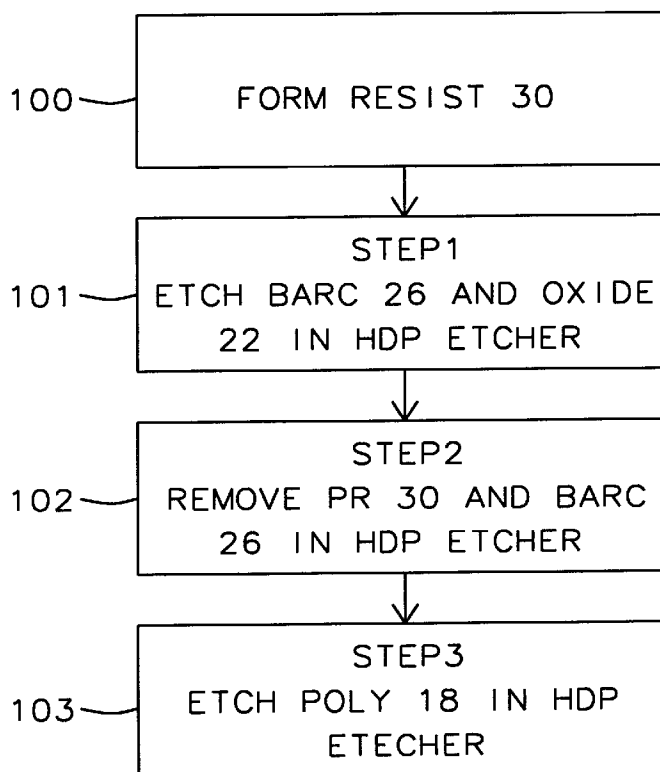 100
FORM RESIST 30
101
STEP1
ETCH BARC 26 AND OXIDE
22 IN HDP ETCHER
102
STEP2
REMOVE PR 30 AND BARC
26 IN HDP ETCHER
103
STEP3
ETCH POLY 18 IN HDP
ETECHER